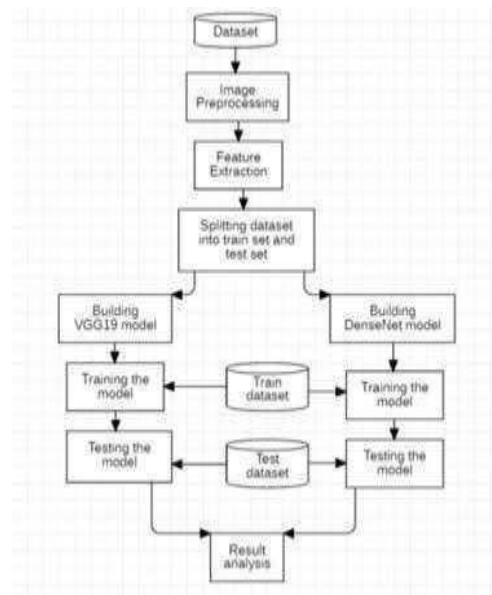 Dataset
Image
Preprocessing
Feature
Extraction
Splitting dataset
into train set and
test set
Building
VGG19 model
Building
DenseNet model
Training the
model
Train
dataset
Training the
model
Testing the
model
Test
dataset
Testing the
model
Result
analysis